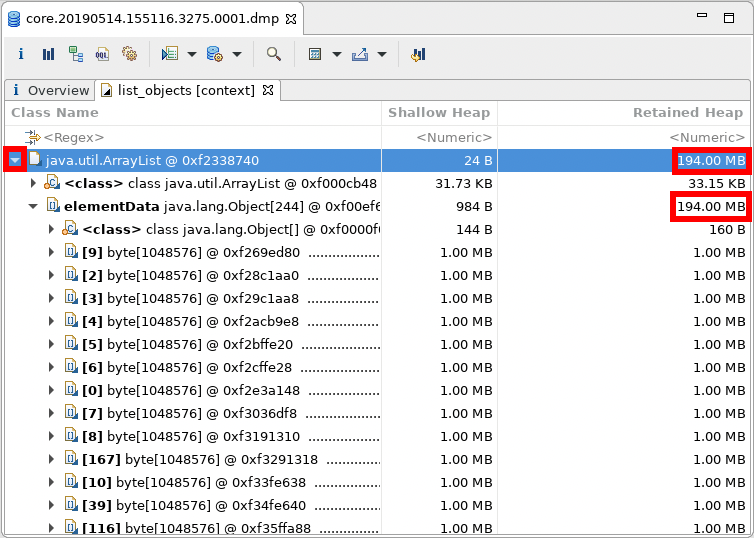 core.20190514.155116.3275.0001.dmp
i OQL
i Overview list_objects [context]
Class Name Shallow Heap Retained Heap
<Regex> <Numeric> <Numeric>
java.util.ArrayList @ 0xf2338740 24 B 194.00 MB
<class> class java.util.ArrayList @ 0xf000cb48 31.73 KB 33.15 KB
elementData java.lang.Object[244] @ 0xf00ef6 984 B 194.00 MB
<class> class java.lang.Object[] @ 0xf0000f 144 B 160 B
[9] byte[1048576] @ 0xf269ed80 .................. 1.00 MB 1.00 MB
[2] byte[1048576] @ 0xf28c1aa0 .................. 1.00 MB 1.00 MB
[3] byte[1048576] @ 0xf29c1aa8 .................. 1.00 MB 1.00 MB
[4] byte[1048576] @ 0xf2acb9e8 .................. 1.00 MB 1.00 MB
[5] byte[1048576] @ 0xf2bffe20 .................. 1.00 MB 1.00 MB
[6] byte[1048576] @ 0xf2cffe28 .................. 1.00 MB 1.00 MB
[0] byte[1048576] @ 0xf2e3a148 .................. 1.00 MB 1.00 MB
[7] byte[1048576] @ 0xf3036df8 .................. 1.00 MB 1.00 MB
[8] byte[1048576] @ 0xf3191310 .................. 1.00 MB 1.00 MB
[167] byte[1048576] @ 0xf3291318 .............. 1.00 MB 1.00 MB
[10] byte[1048576] @ 0xf33fe638 ................ 1.00 MB 1.00 MB
[39] byte[1048576] @ 0xf34fe640 ................ 1.00 MB 1.00 MB
[116] byte[1048576] @ 0xf35ffa88 ............... 1.00 MB 1.00 MB